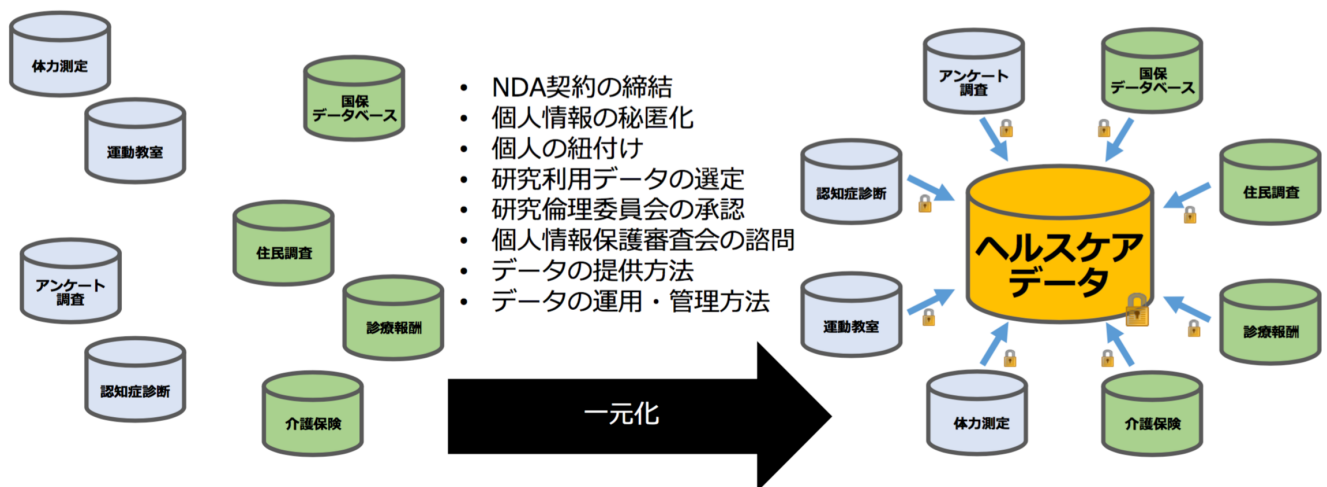 体力測定
運動教室
国保
データベース
住民調査
アンケート
調査
診療報酬
認知症診断
介護保険
• NDA契約の締結
• 個人情報の秘匿化
• 個人の紐付け
• 研究利用データの選定
• 研究倫理委員会の承認
• 個人情報保護審査会の諮問
• データの提供方法
• データの運用・管理方法
一元化
アンケート
調査
国保
データベース
認知症診断
住民調査
ヘルスケア
データ
運動教室
診療報酬
体力測定
介護保険